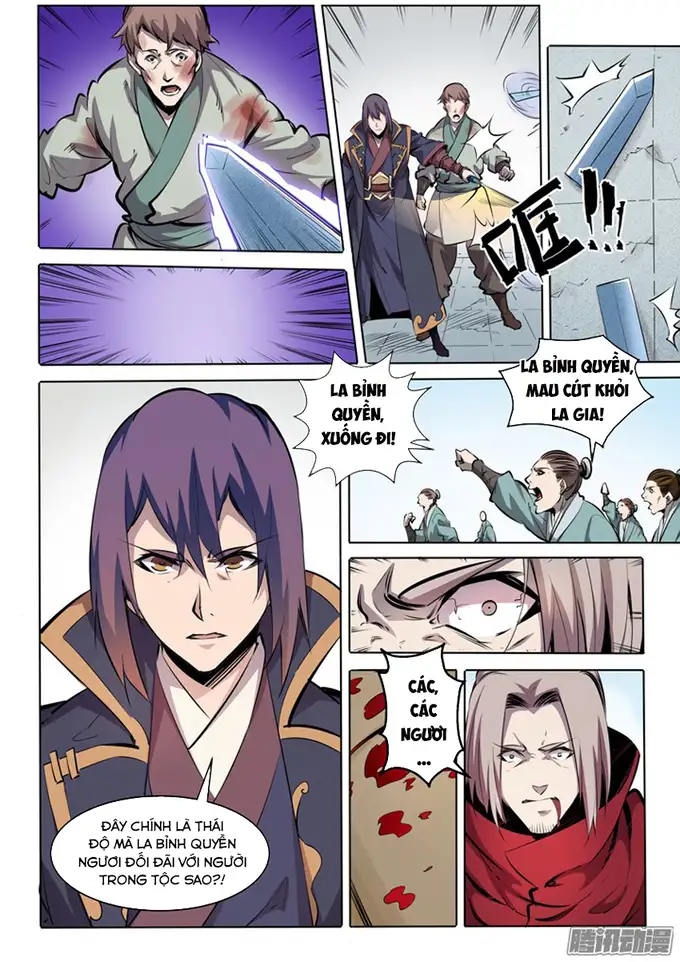 哐!!
LA BỈNH
QUYỀN,
XUỐNG ĐI!
LA BỈNH QUYỀN,
MAU CÚT KHỎI
LA GIA!
CÁC,
CÁC
NGƯƠI
...
ĐÂY CHÍNH LÀ THÁI
ĐỘ MÀ LA BỈNH QUYỀN
NGƯƠI ĐỐI ĐÃI VỚI NGƯỜI
TRONG TỘC SAO?!
腾讯动漫